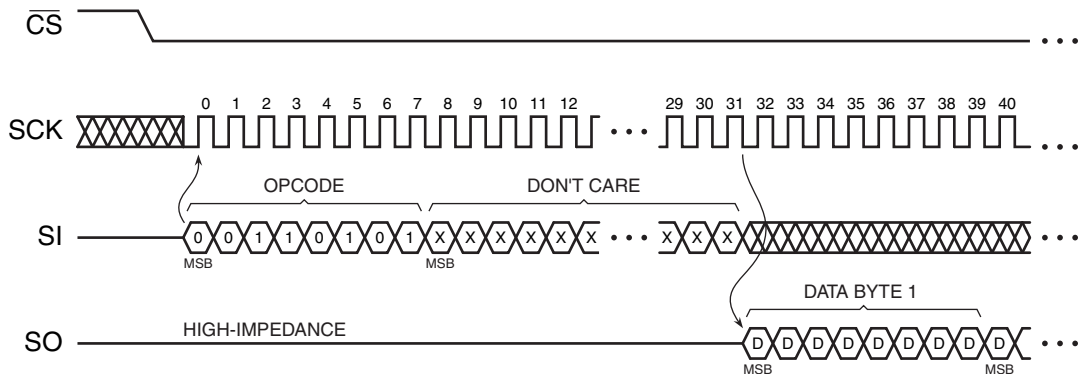 CS
0 1 2 3 4 5 6 7 8 9 10 11 12 29 30 31 32 33 34 35 36 37 38 39 40
SCK
OPCODE DON'T CARE
SI 0 0 1 1 0 1 0 1 X X X X X X X X X
MSB MSB
DATA BYTE 1
HIGH-IMPEDANCE
SO D D D D D D D D D
MSB MSB